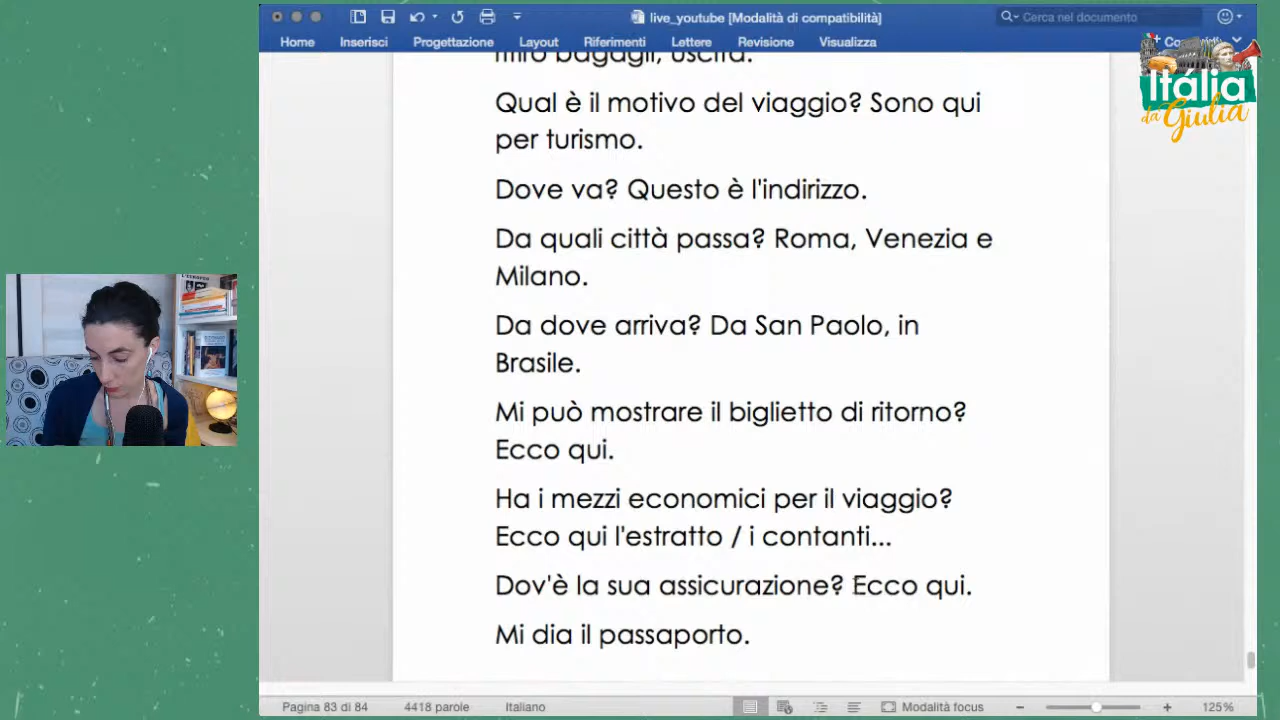 live_youtube [Modalità di compatibilità]
Cerca nel documento
Home Inserisci Progettazione Layout Riferimenti Lettere Revisione Visualizza
ritiro bagagli, uscita.
Qual è il motivo del viaggio? Sono qui
per turismo.
Dove va? Questo è l'indirizzo.
Da quali città passa? Roma, Venezia e
Milano.
Da dove arriva? Da San Paolo, in
Brasile.
Mi può mostrare il biglietto di ritorno?
Ecco qui.
Ha i mezzi economici per il viaggio?
Ecco qui l'estratto / i contanti...
Dov'è la sua assicurazione? Ecco qui.
Mi dia il passaporto.
Pagina 83 di 84 4418 parole Italiano Modalità focus 125%
Itália
da Giulia